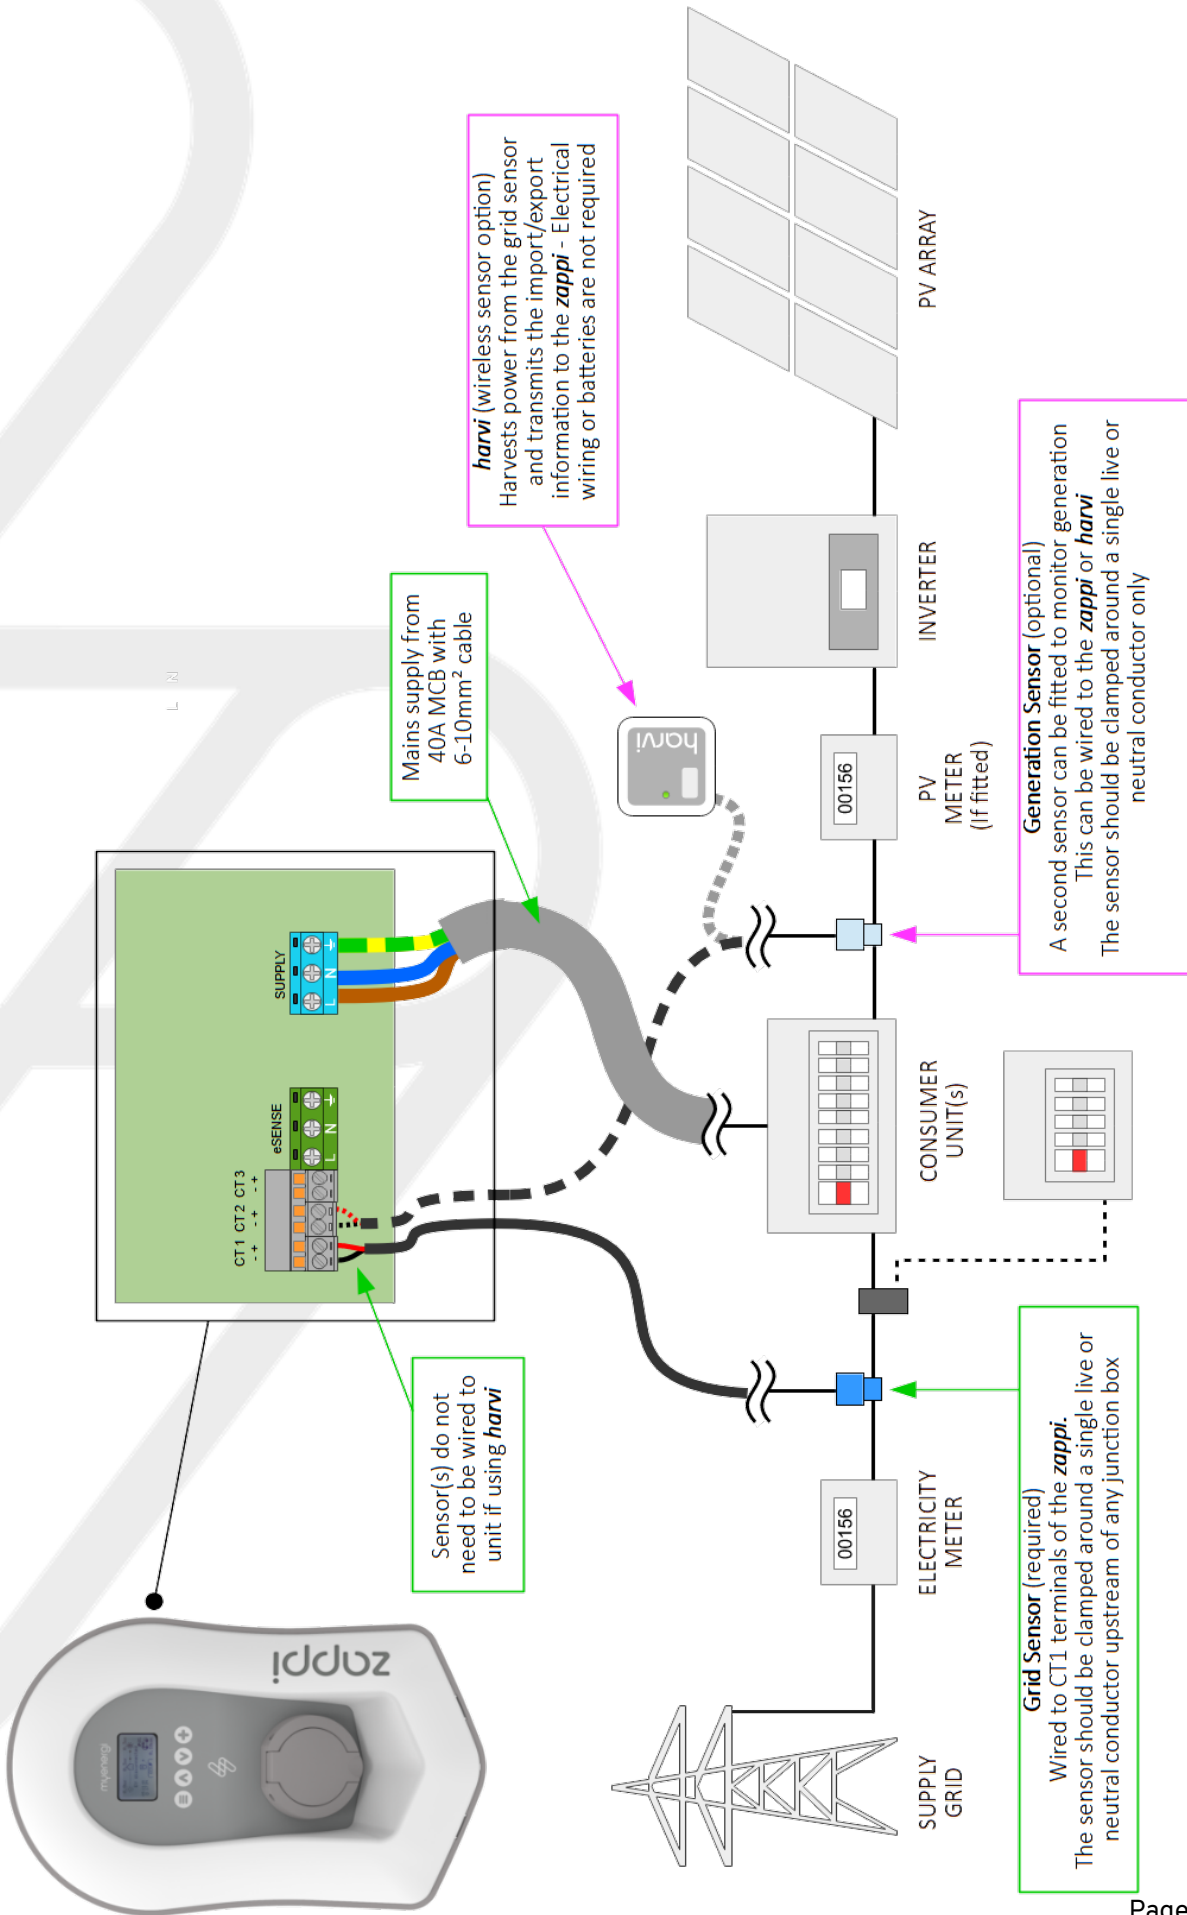 harvi (wireless sensor option)
Harvests power from the grid sensor
and transmits the import/export
information to the zappi - Electrical
wiring or batteries are not required
Mains supply from
40A MCB with
6-10mm² cable
L N
SUPPLY
L N
eSENSE
L N
CT1 CT2 CT3
- + - + - +
Sensor(s) do not
need to be wired to
unit if using harvi
myenergi
zappi
harvi
SUPPLY
GRID
00156
ELECTRICITY
METER
CONSUMER
UNIT(s)
00156
PV
METER
(If fitted)
INVERTER
PV ARRAY
Grid Sensor (required)
Wired to CT1 terminals of the zappi.
The sensor should be clamped around a single live or
neutral conductor upstream of any junction box
Generation Sensor (optional)
A second sensor can be fitted to monitor generation
This can be wired to the zappi or harvi
The sensor should be clamped around a single live or
neutral conductor only
Page